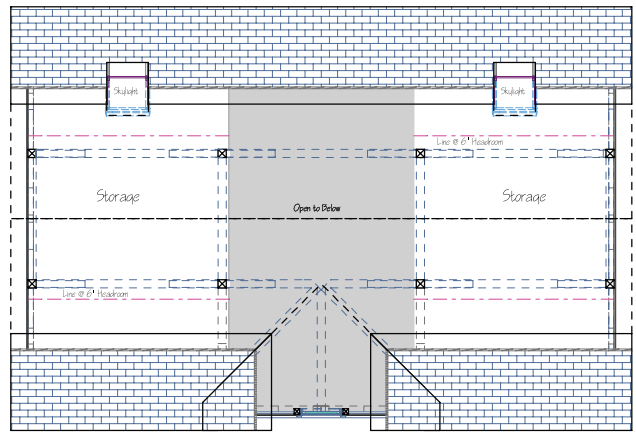 Skylight
Skylight
Line @ 6' Headroom
Storage
Storage
Open to Below
Line @ 6' Headroom